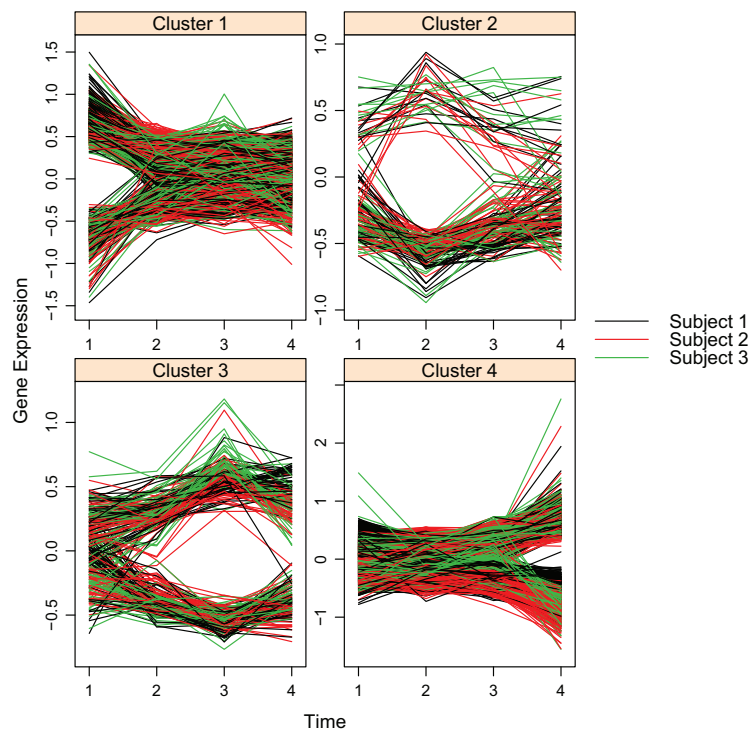 Cluster 1
Cluster 2
1.5
1.0
0.5
0.0
−0.5
−1.0
−1.5
1.0
0.5
0.0
−0.5
−1.0
1 2 3 4
1 2 3 4
Subject 1
Subject 2
Subject 3
Gene Expression
Cluster 3
Cluster 4
1.0
0.5
0.0
−0.5
2
1
0
−1
1 2 3 4
1 2 3 4
Time